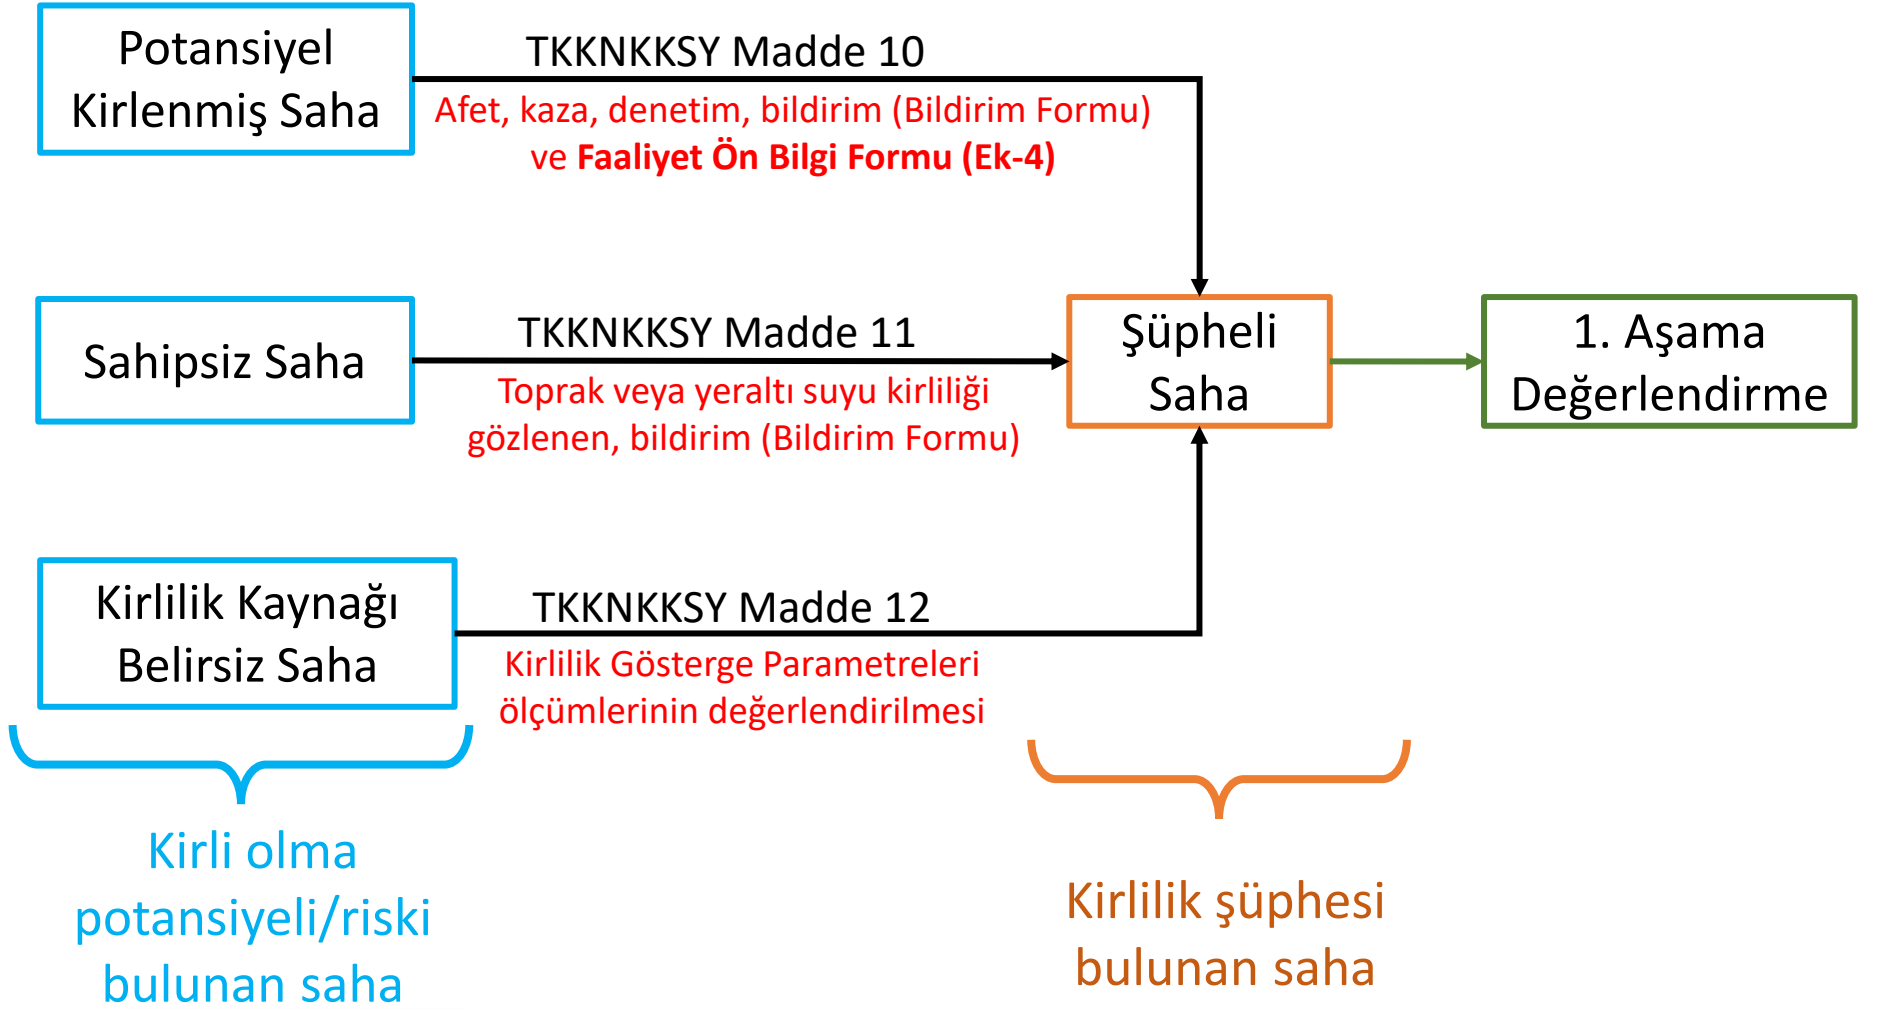 Potansiyel
Kirlenmiş Saha
TKKNKKSY Madde 10
Afet, kaza, denetim, bildirim (Bildirim Formu)
ve Faaliyet Ön Bilgi Formu (Ek-4)
Sahipsiz Saha
TKKNKKSY Madde 11
Toprak veya yeraltı suyu kirliliği
gözlenen, bildirim (Bildirim Formu)
Şüpheli
Saha
1. Aşama
Değerlendirme
Kirlilik Kaynağı
Belirsiz Saha
TKKNKKSY Madde 12
Kirlilik Gösterge Parametreleri
ölçümlerinin değerlendirilmesi
Kirli olma
potansiyeli/riski
bulunan saha
Kirlilik şüphesi
bulunan saha